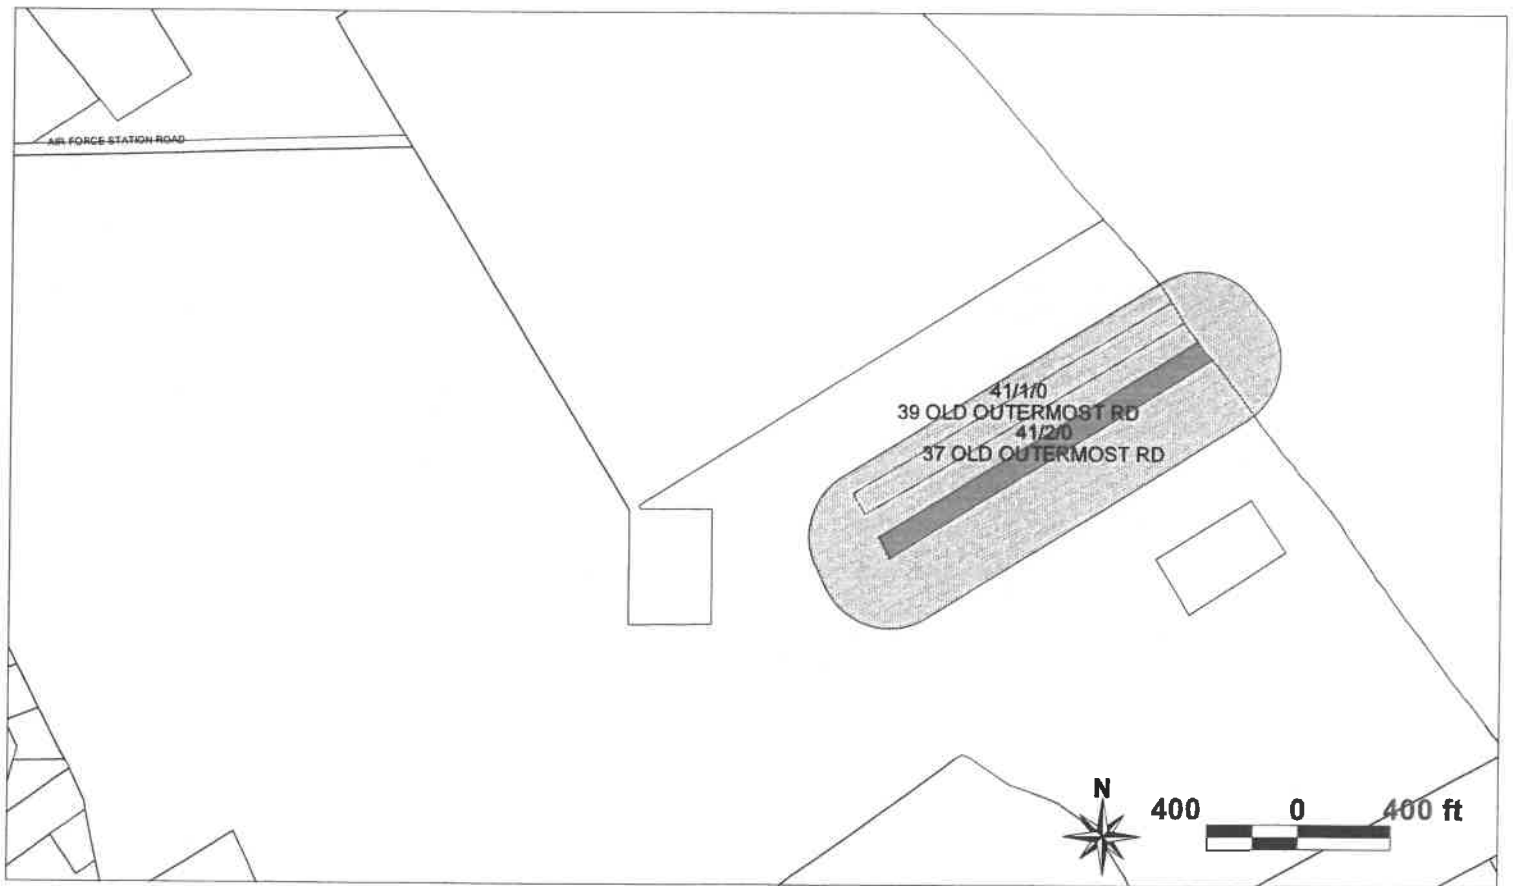 AIR FORCE STATION ROAD
41/1/0
39 OLD OUTERMOST RD
41/2/0
37 OLD OUTERMOST RD
N
400 0 400 ft